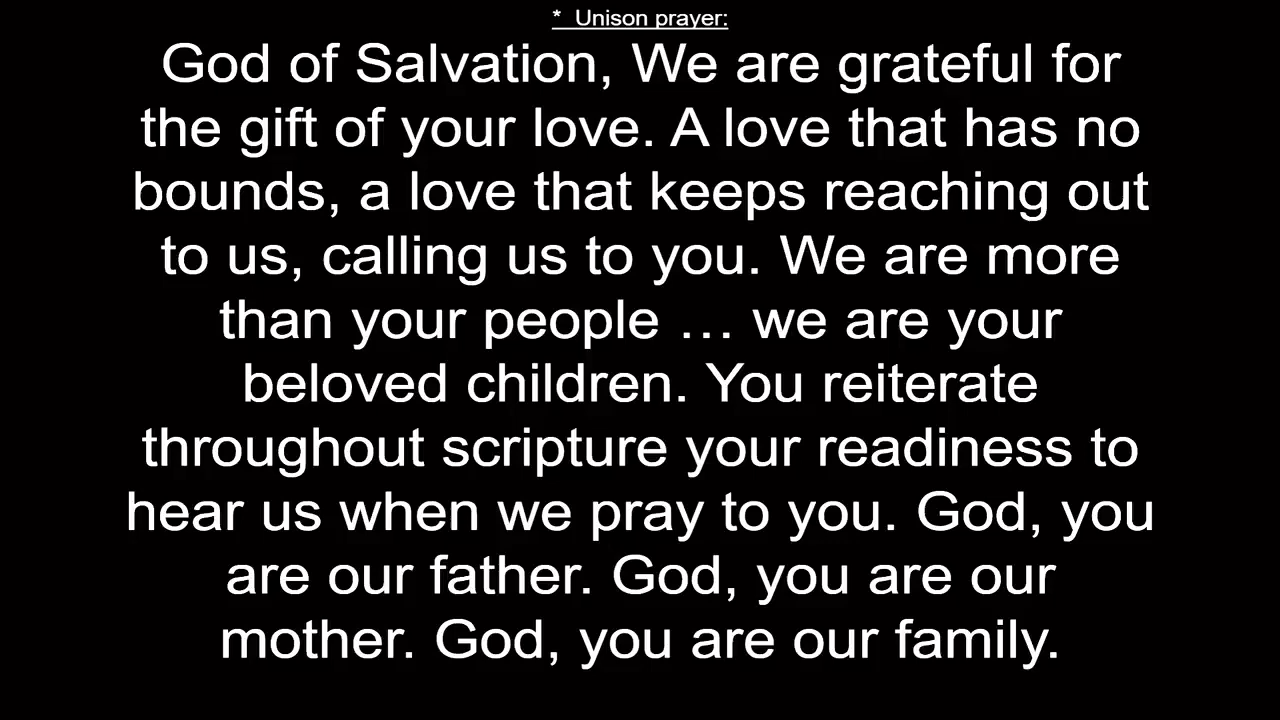 * Unison prayer:
God of Salvation, We are grateful for
the gift of your love. A love that has no
bounds, a love that keeps reaching out
to us, calling us to you. We are more
than your people … we are your
beloved children. You reiterate
throughout scripture your readiness to
hear us when we pray to you. God, you
are our father. God, you are our
mother. God, you are our family.